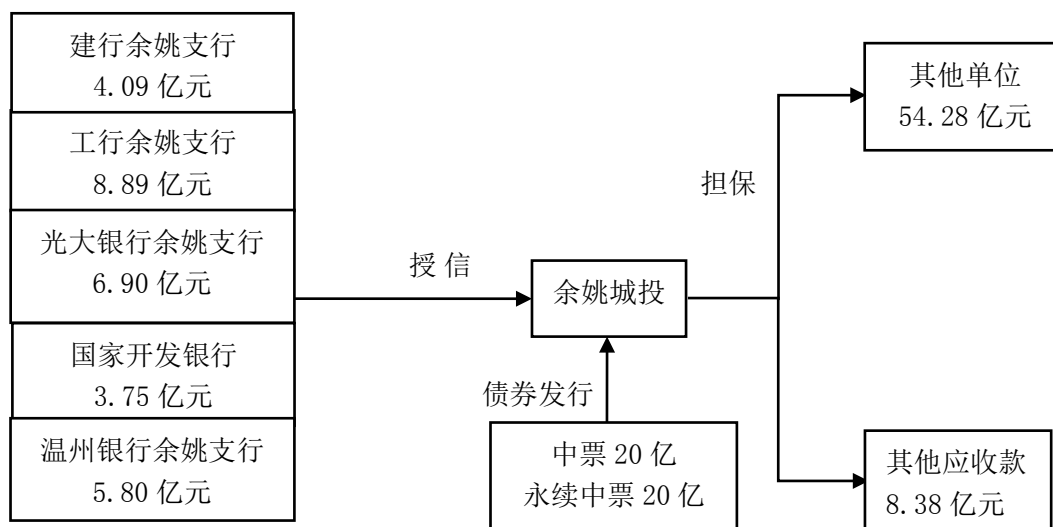 建行余姚支行
4.09 亿元
工行余姚支行
8.89 亿元
光大银行余姚支行
6.90 亿元
国家开发银行
3.75 亿元
温州银行余姚支行
5.80 亿元
授 信
余姚城投
债券发行
中票 20 亿
永续中票 20 亿
担保
其他单位
54.28 亿元
其他应收款
8.38 亿元